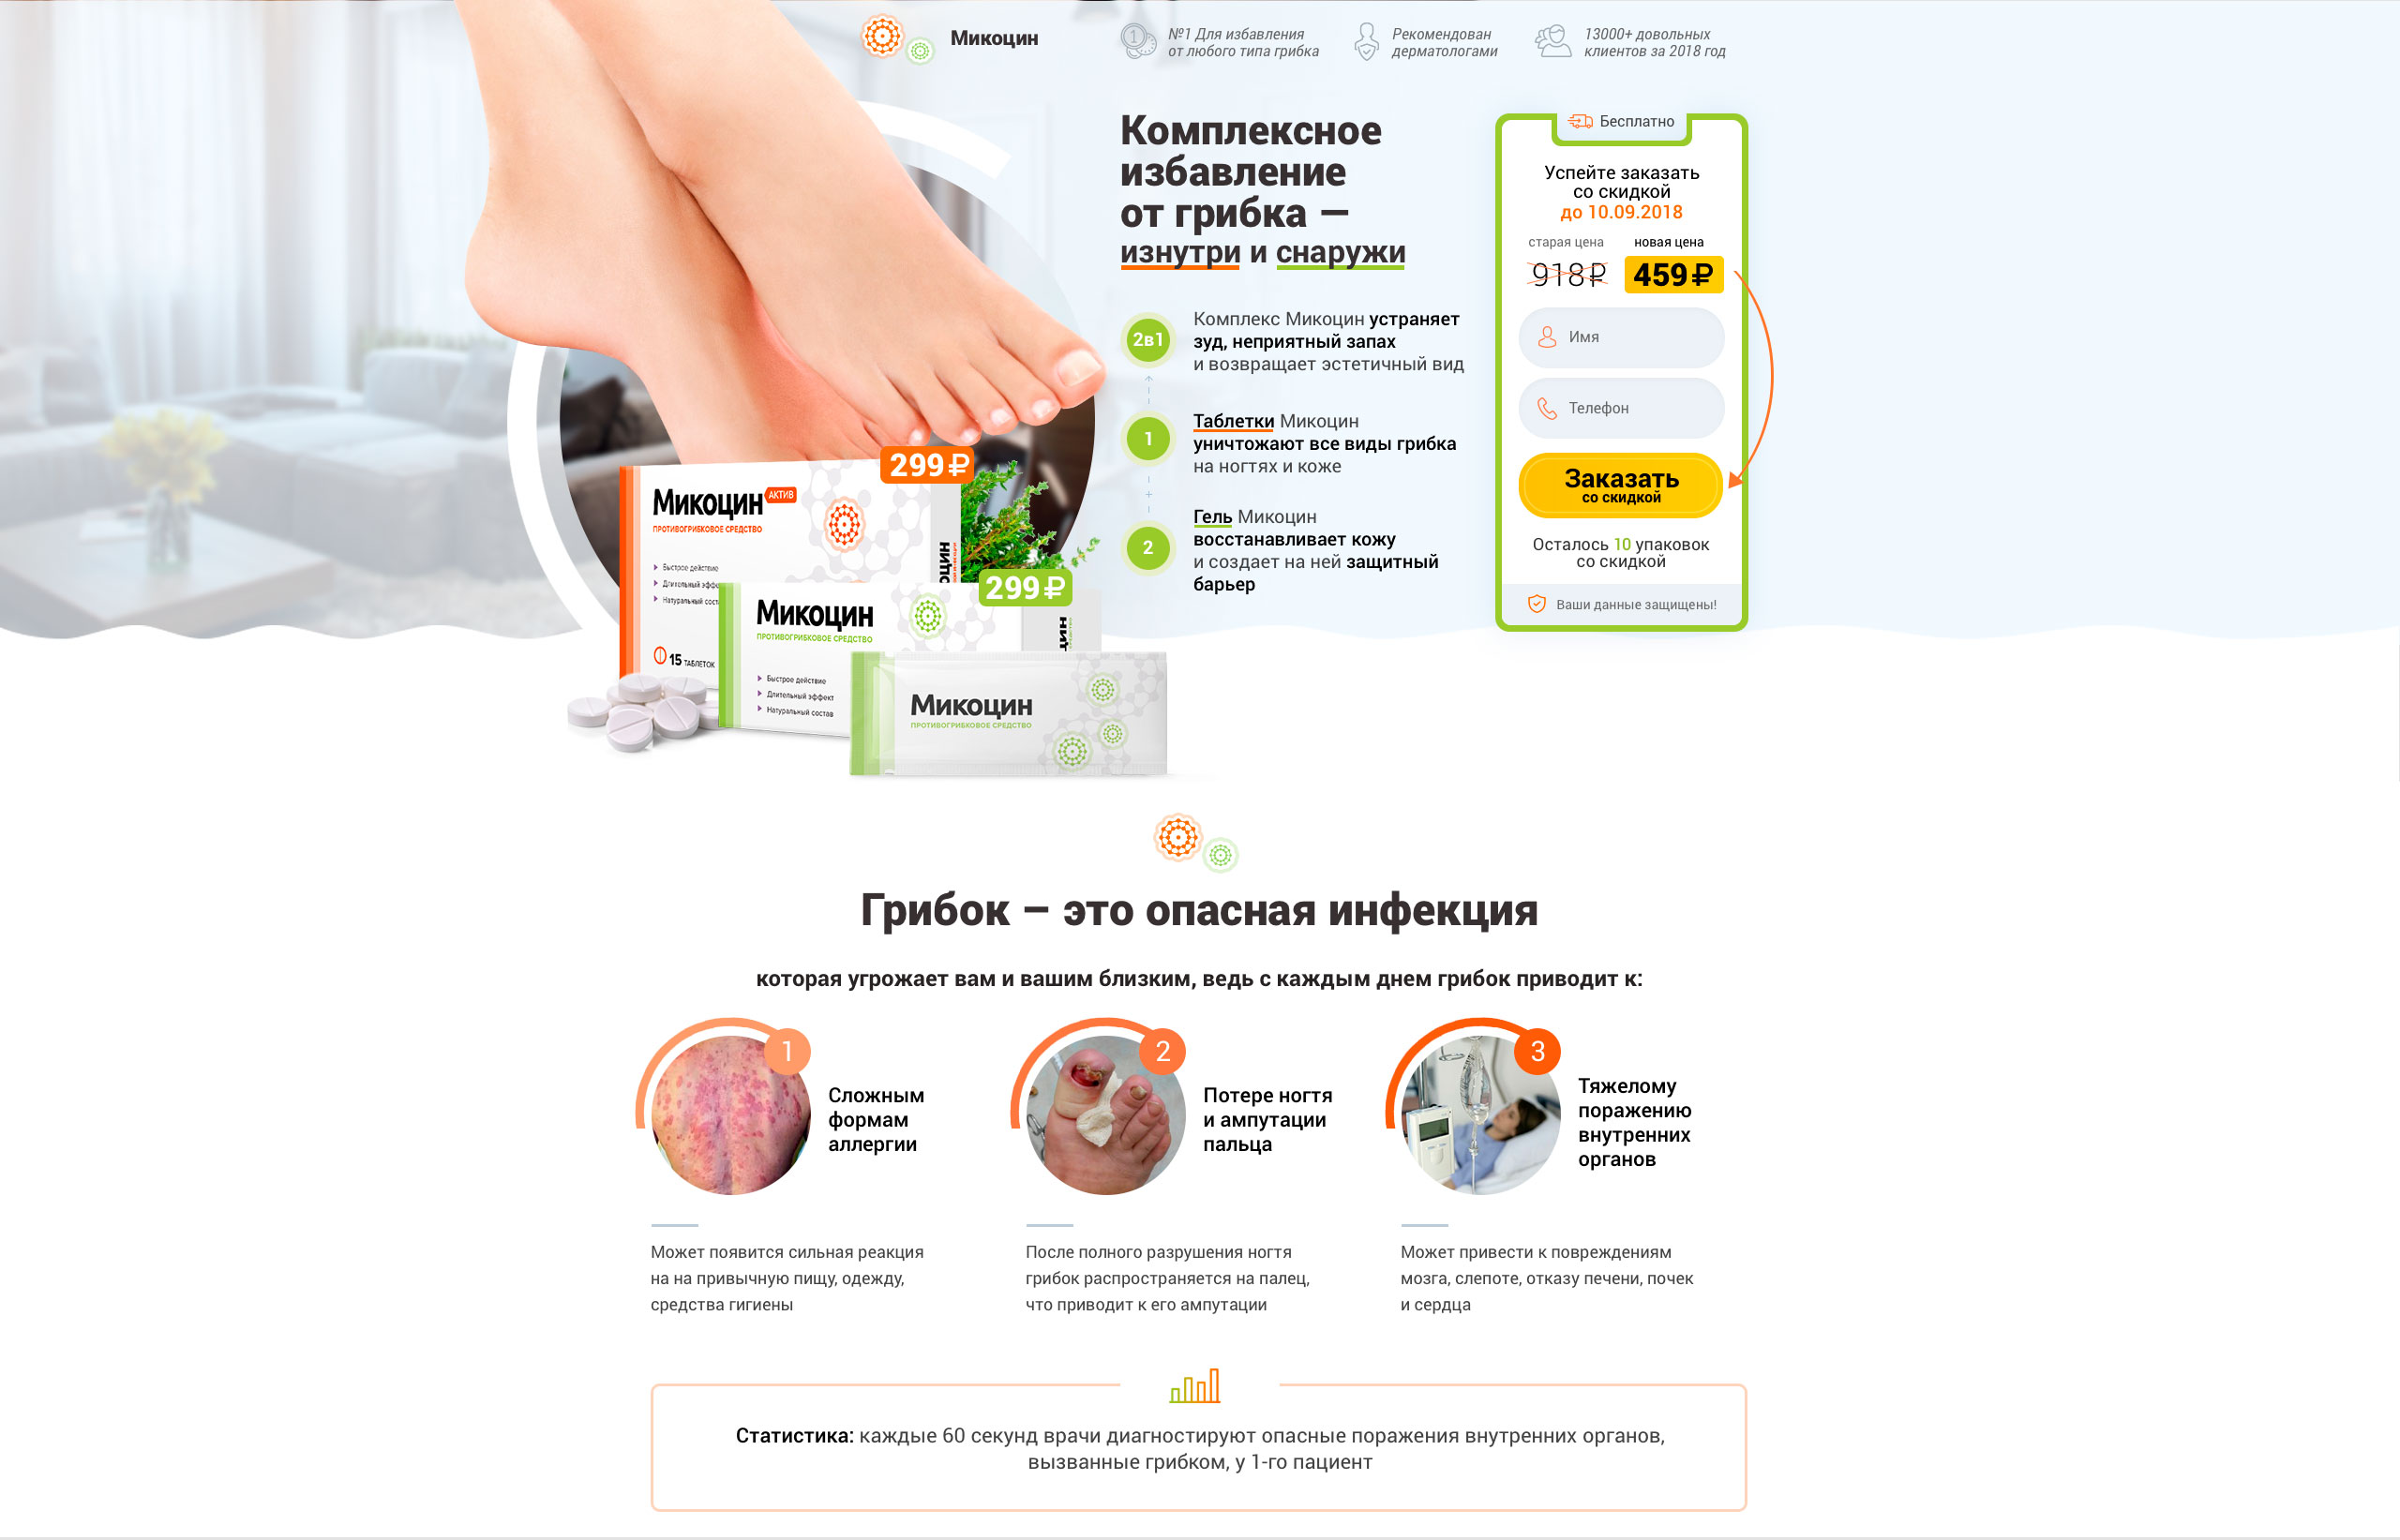 Микоцин
№1 Для избавления
от любого типа грибка
Рекомендован
дерматологами
13000+ довольных
клиентов за 2018 год
Комплексное
избавление
от грибка —
изнутри и снаружи
2в1
Комплекс Микоцин устраняет
зуд, неприятный запах
и возвращает эстетичный вид
1
Таблетки Микоцин
уничтожают все виды грибка
на ногтях и коже
2
Гель Микоцин
восстанавливает кожу
и создает на ней защитный
барьер
Бесплатно
Успейте заказать
со скидкой
до 10.09.2018
старая цена
новая цена
918₽
459₽
Имя
Телефон
Заказать
со скидкой
Осталось 10 упаковок
со скидкой
Ваши данные защищены!
299₽
Микоцин АКТИВ
ПРОТИВОГРИБКОВОЕ СРЕДСТВО
Быстрое действие
15 ТАБЛЕТОК
299₽
Микоцин
ПРОТИВОГРИБКОВОЕ СРЕДСТВО
Быстрое действие
Длительный эффект
Натуральный состав
Микоцин
ПРОТИВОГРИБКОВОЕ СРЕДСТВО
Грибок – это опасная инфекция
которая угрожает вам и вашим близким, ведь с каждым днем грибок приводит к:
1
Сложным
формам
аллергии
Может появится сильная реакция
на на привычную пищу, одежду,
средства гигиены
2
Потере ногтя
и ампутации
пальца
После полного разрушения ногтя
грибок распространяется на палец,
что приводит к его ампутации
3
Тяжелому
поражению
внутренних
органов
Может привести к повреждениям
мозга, слепоте, отказу печени, почек
и сердца
Статистика: каждые 60 секунд врачи диагностируют опасные поражения внутренних органов,
вызванные грибком, у 1-го пациент